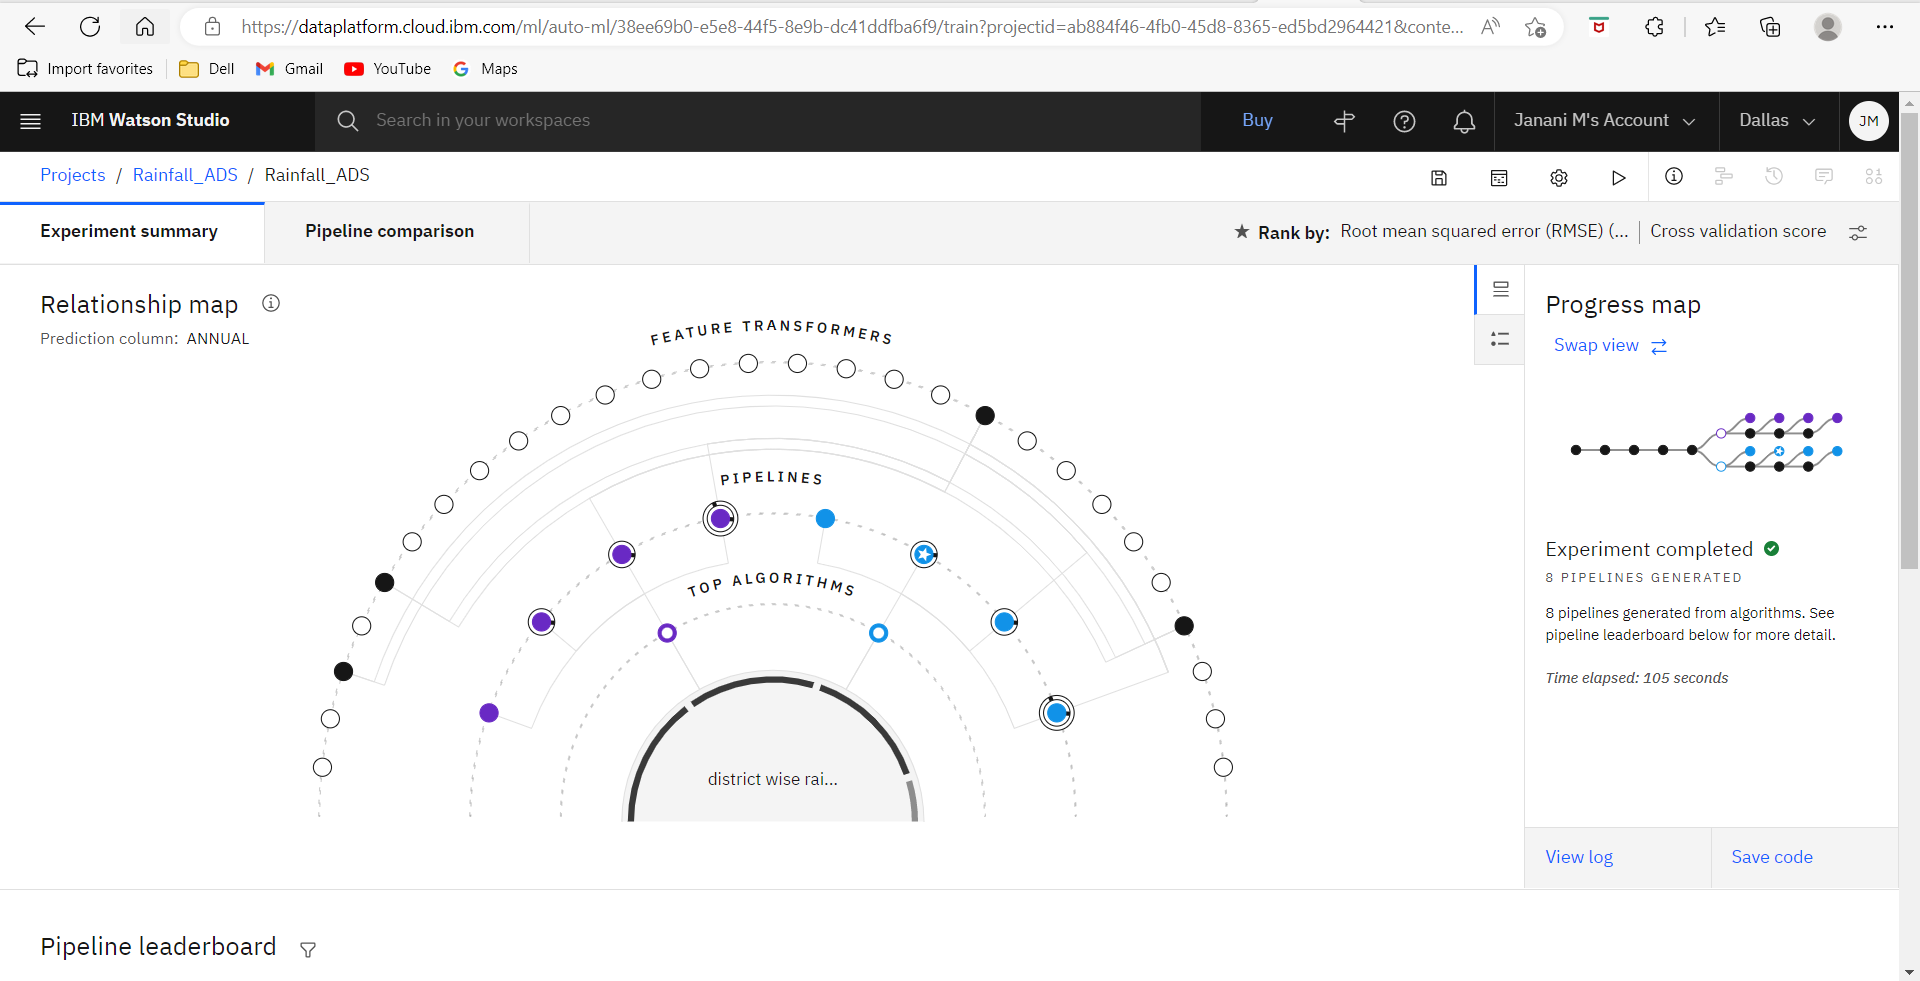 https://dataplatform.cloud.ibm.com/ml/auto-ml/38ee69b0-e5e8-44f5-8e9b-dc41ddfba6f9/train?projectid=ab884f46-4fb0-45d8-8365-ed5bd2964421&conte...
Import favorites Dell Gmail YouTube Maps
IBM Watson Studio Search in your workspaces Buy Janani M's Account Dallas JM
Projects / Rainfall_ADS / Rainfall_ADS
Experiment summary Pipeline comparison Rank by: Root mean squared error (RMSE) (... Cross validation score
Relationship map
Prediction column: ANNUAL
FEATURE TRANSFORMERS
PIPELINES
TOP ALGORITHMS
district wise rai...
Progress map
Swap view
Experiment completed
8 PIPELINES GENERATED
8 pipelines generated from algorithms. See
pipeline leaderboard below for more detail.
Time elapsed: 105 seconds
View log Save code
Pipeline leaderboard